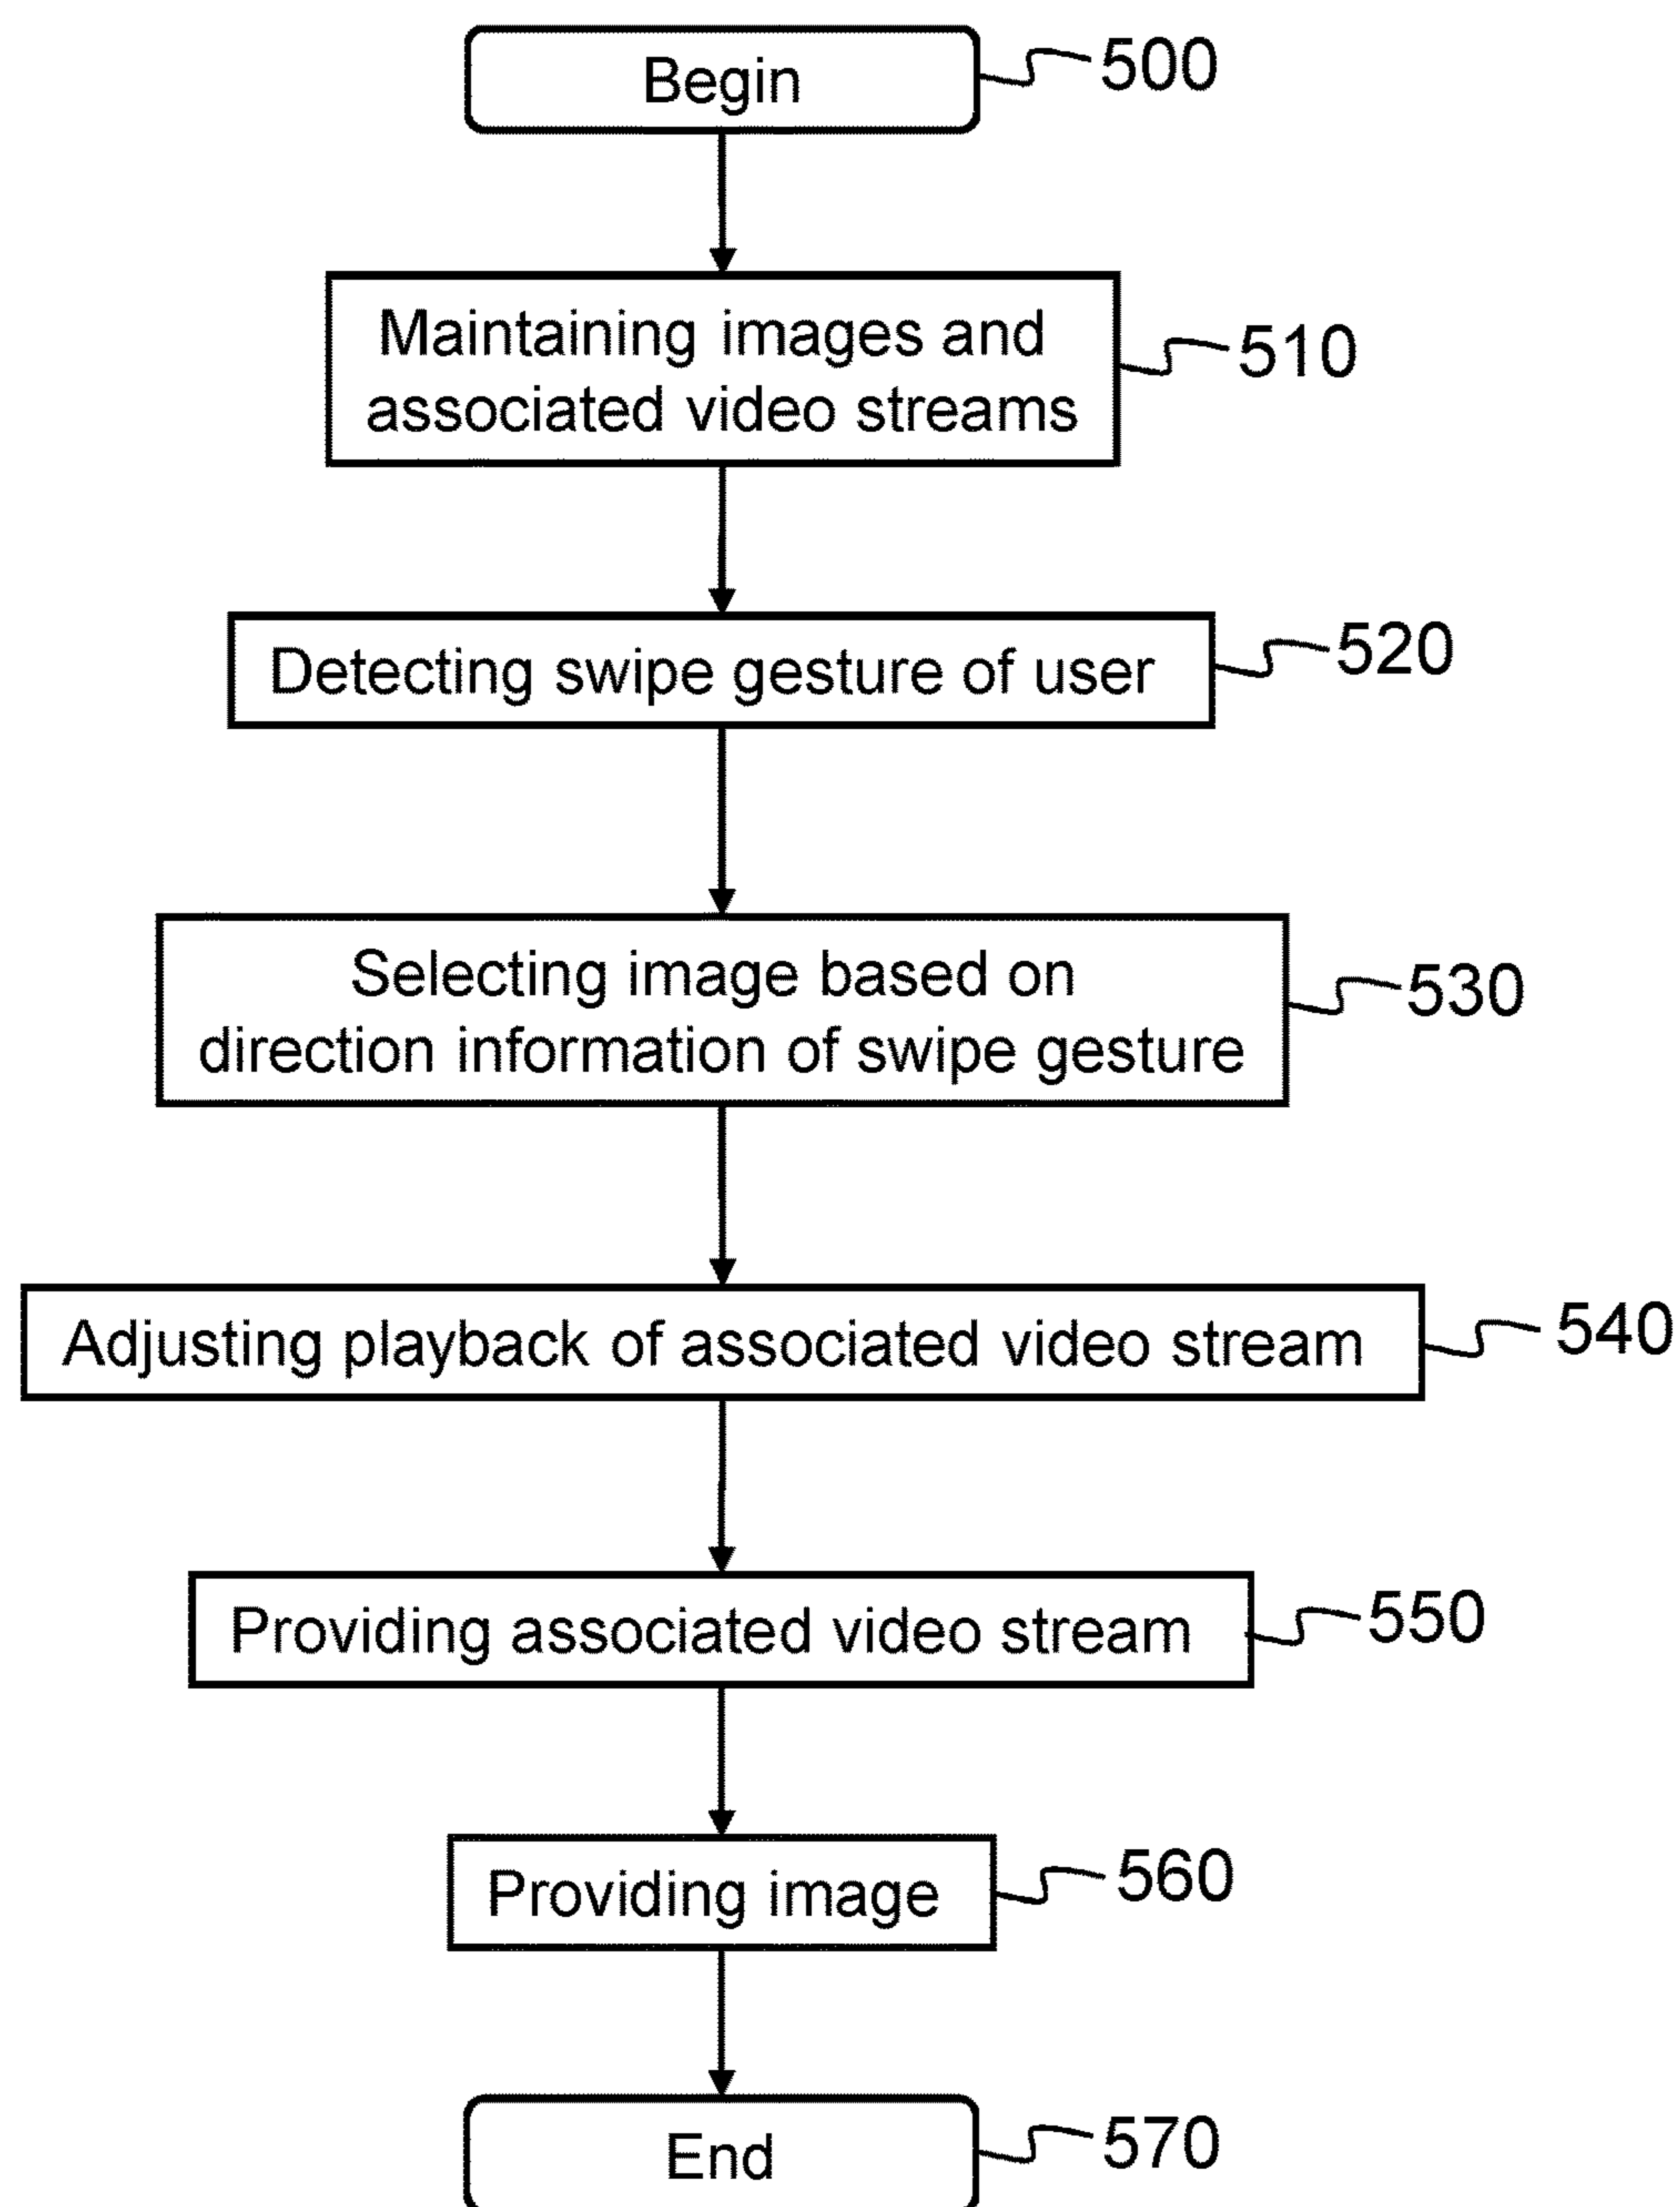 Begin
500
Maintaining images and
associated video streams
510
Detecting swipe gesture of user
520
Selecting image based on
direction information of swipe gesture
530
Adjusting playback of associated video stream
540
Providing associated video stream
550
Providing image
560
End
570